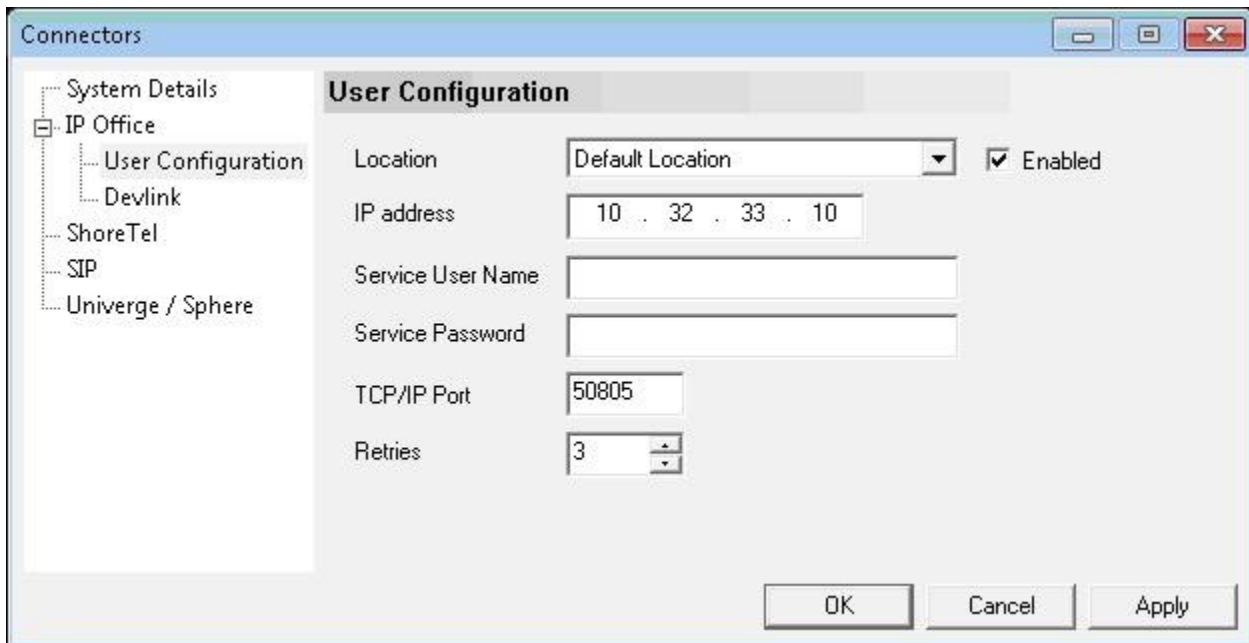 Connectors
System Details
IP Office
User Configuration
Devlink
ShoreTel
SIP
Univerge / Sphere
User Configuration
Location
Default Location
Enabled
IP address
10 . 32 . 33 . 10
Service User Name
Service Password
TCP/IP Port
50805
Retries
3
OK
Cancel
Apply